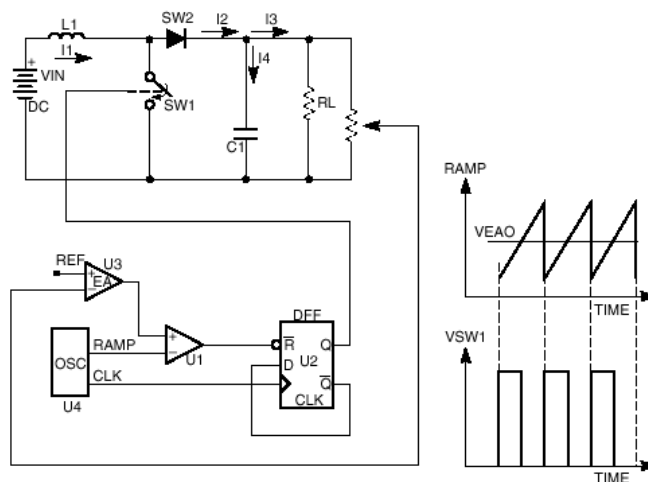 L1
SW2
I2
I3
I1
I4
+
VIN
DC
SW1
C1
RL
RAMP
VEAO
TIME
REF
U3
+
EA
−
DFF
+
−
U1
R
Q
D
U2
Q
CLK
OSC
RAMP
CLK
U4
VSW1
TIME